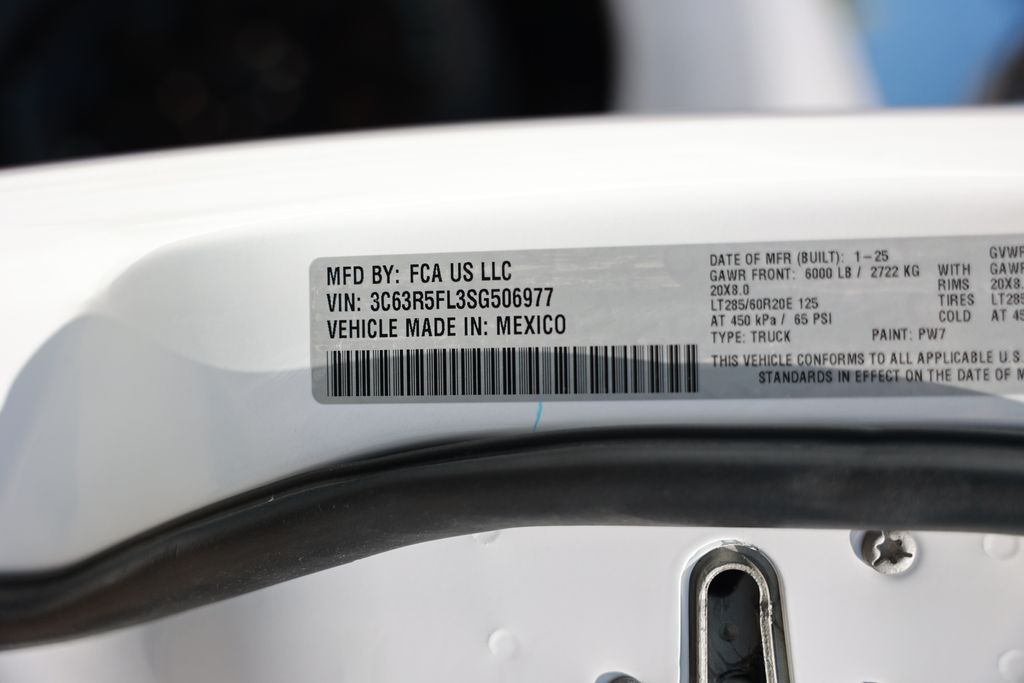 MFD BY: FCA US LLC
VIN: 3C63R5FL3SG506977
VEHICLE MADE IN: MEXICO
DATE OF MFR (BUILT): 1-25
GAWR FRONT: 6000 LB / 2722 KG WITH
20X8.0 RIMS 20X8.
LT285/60R20E 125 TIRES
AT 450 kPa / 65 PSI COLD AT
TYPE: TRUCK PAINT: PW7
THIS VEHICLE CONFORMS TO ALL APPLICABLE U.S.
STANDARDS IN EFFECT ON THE DATE OF